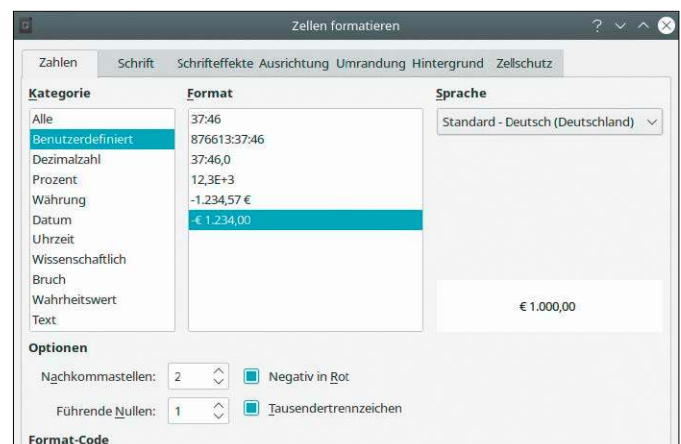 Zellen formatieren
Zahlen Schrift Schrifteffekte Ausrichtung Umrandung Hintergrund Zellschutz
Kategorie
Alle
Benutzerdefiniert
Dezimalzahl
Prozent
Währung
Datum
Uhrzeit
Wissenschaftlich
Bruch
Wahrheitswert
Text
Format
37:46
876613:37:46
37:46,0
12,3E+3
-1.234,57 €
-€ 1.234,00
Sprache
Standard - Deutsch (Deutschland)
€ 1.000,00
Optionen
Nachkommastellen: 2 Negativ in Rot
Führende Nullen: 1 Tausendertrennzeichen
Format-Code